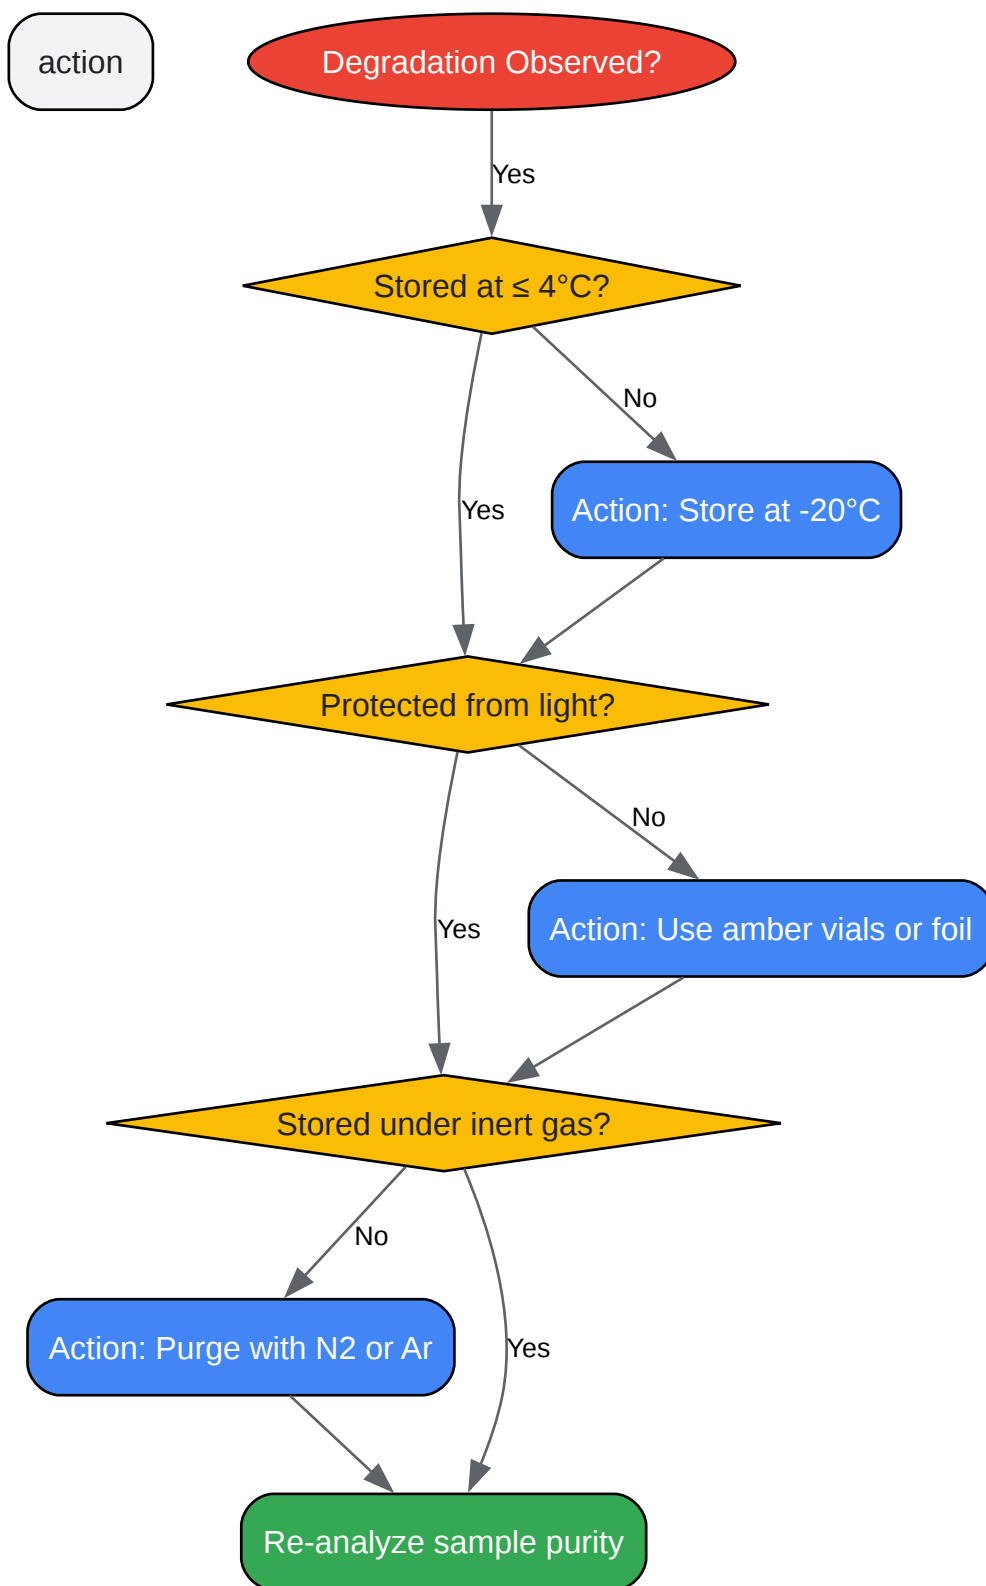 action
Degradation Observed?
Yes
Stored at ≤ 4°C?
No
Yes
Action: Store at -20°C
Protected from light?
No
Yes
Action: Use amber vials or foil
Stored under inert gas?
No
Action: Purge with N2 or Ar
Yes
Re-analyze sample purity